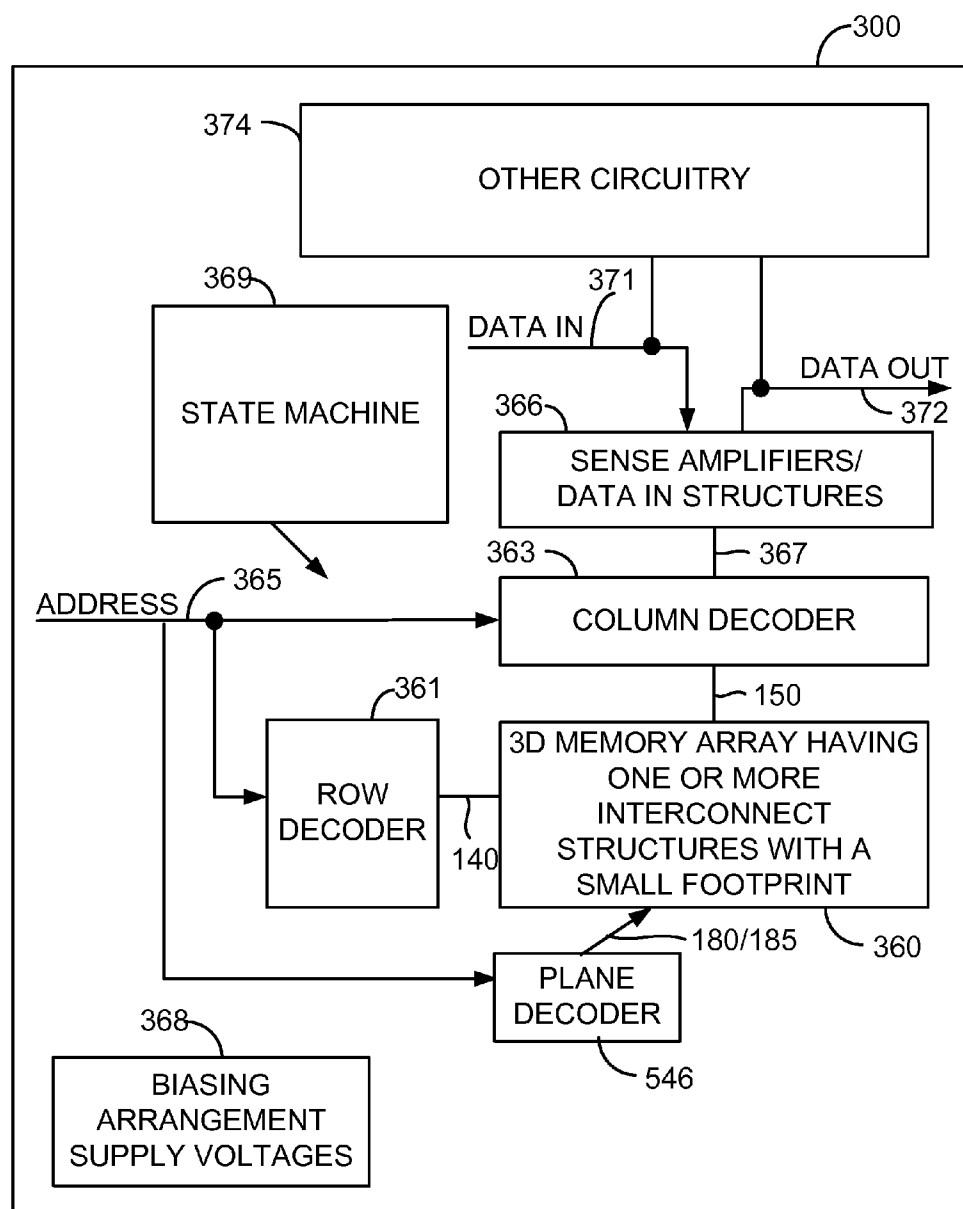 300
374
OTHER CIRCUITRY
369
371
DATA IN
STATE MACHINE
DATA OUT
372
366
SENSE AMPLIFIERS/
DATA IN STRUCTURES
367
363
365
ADDRESS
COLUMN DECODER
150
361
ROW
DECODER
140
3D MEMORY ARRAY HAVING
ONE OR MORE
INTERCONNECT
STRUCTURES WITH A
SMALL FOOTPRINT
180/185
360
PLANE
DECODER
546
368
BIASING
ARRANGEMENT
SUPPLY VOLTAGES